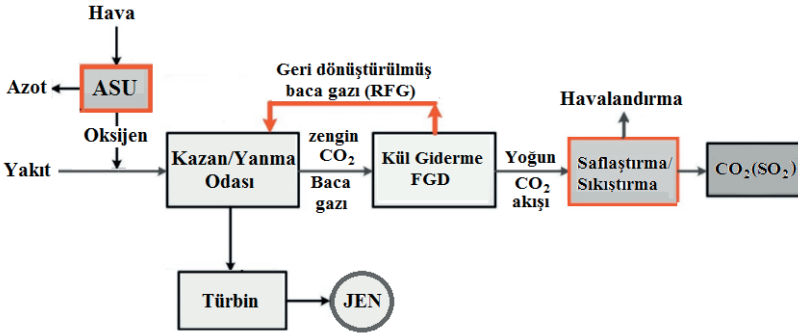 Hava
Azot
ASU
Oksijen
Yakıt
Geri dönüştürülmüş
baca gazı (RFG)
Kazan/Yanma
Odası
zengin
CO₂
Baca
gazı
Kül Giderme
FGD
Yoğun
CO₂
akışı
Havalandırma
Saflaştırma/
Sıkıştırma
CO₂(SO₂)
Türbin
JEN